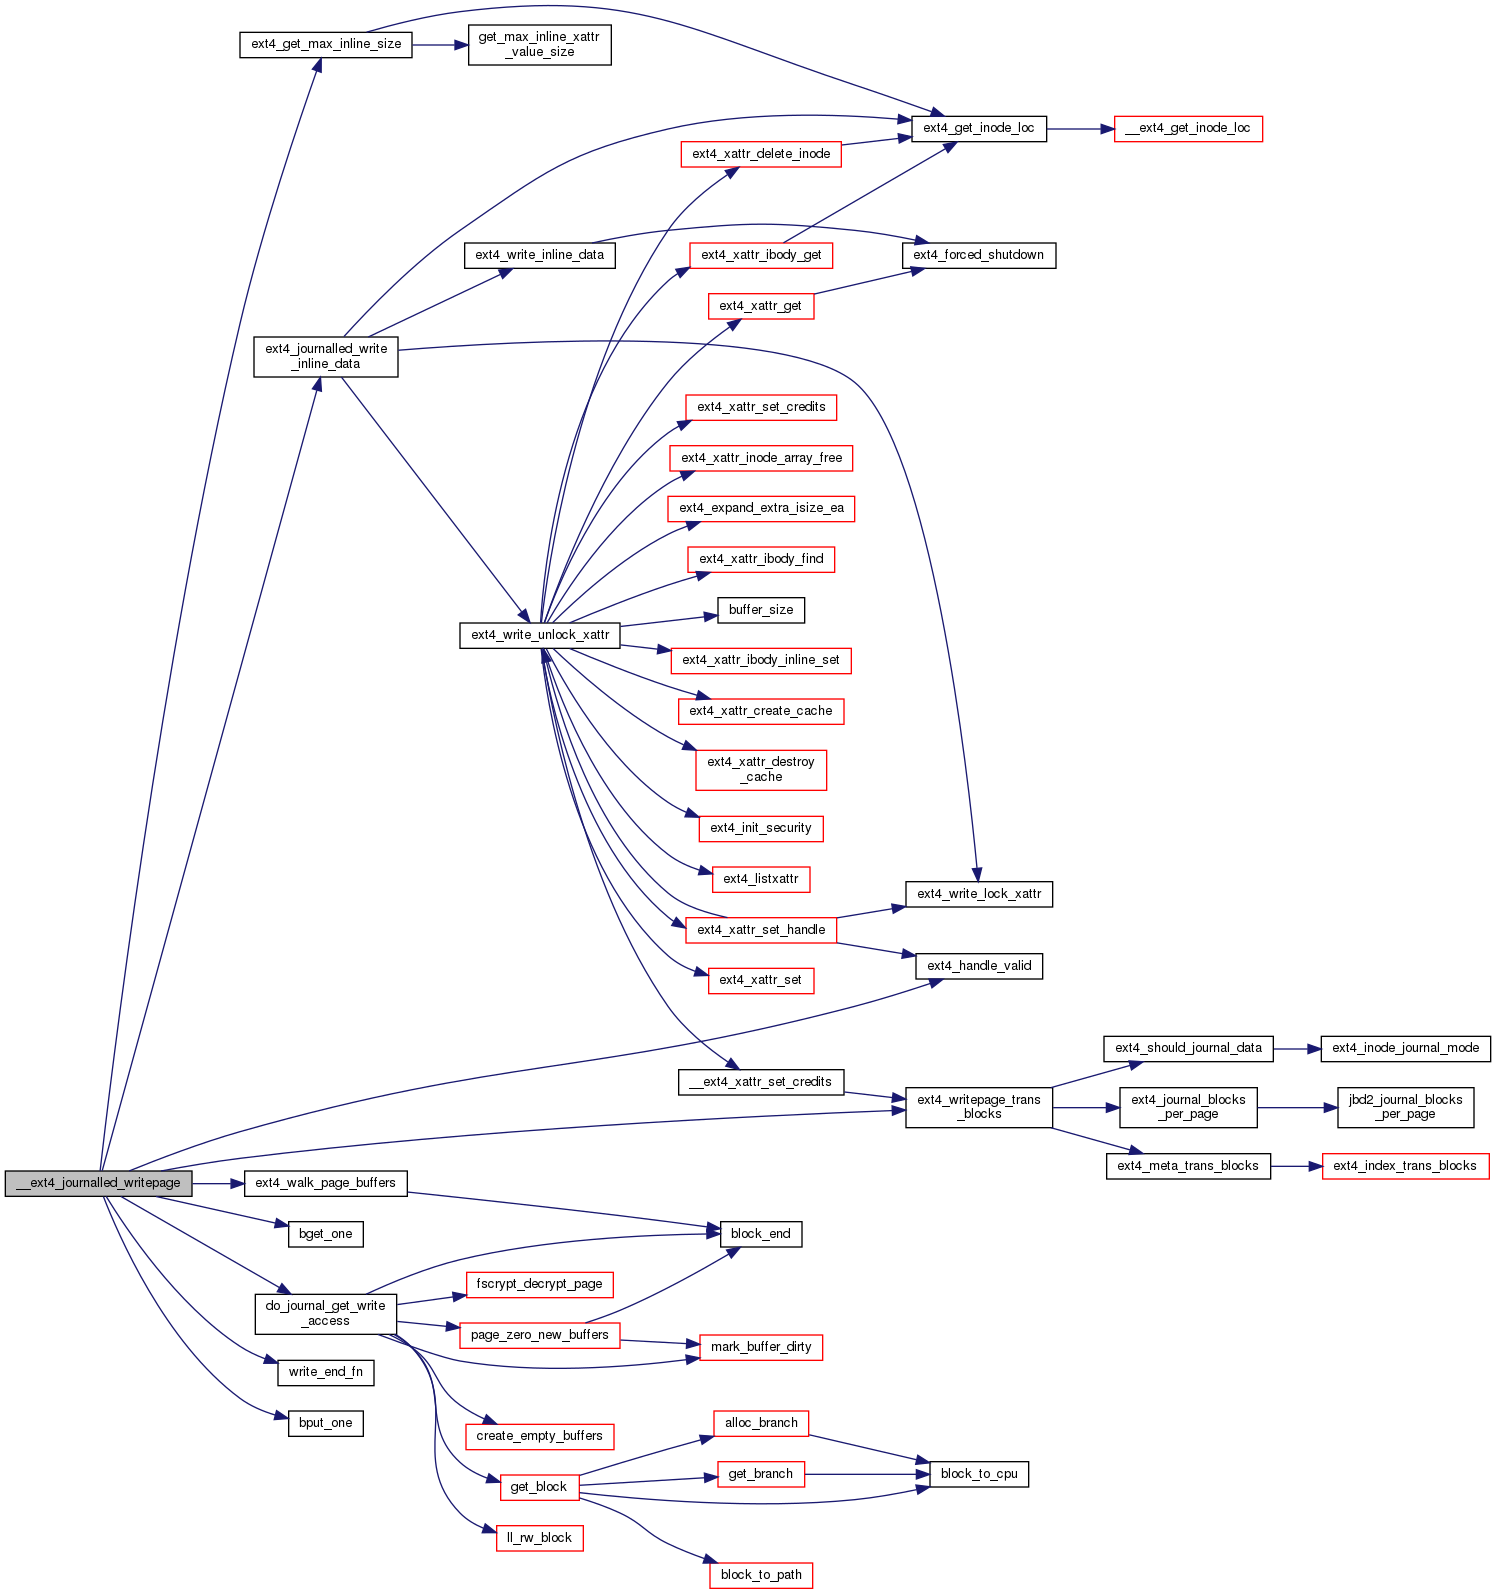 ext4_get_max_inline_size
get_max_inline_xattr
_value_size
ext4_get_inode_loc
__ext4_get_inode_loc
ext4_xattr_delete_inode
ext4_write_inline_data
ext4_xattr_ibody_get
ext4_forced_shutdown
ext4_xattr_get
ext4_journalled_write
_inline_data
ext4_xattr_set_credits
ext4_xattr_inode_array_free
ext4_expand_extra_isize_ea
ext4_xattr_ibody_find
buffer_size
ext4_write_unlock_xattr
ext4_xattr_ibody_inline_set
ext4_xattr_create_cache
ext4_xattr_destroy
_cache
ext4_init_security
ext4_listxattr
ext4_write_lock_xattr
ext4_xattr_set_handle
ext4_handle_valid
ext4_xattr_set
ext4_should_journal_data
ext4_inode_journal_mode
__ext4_xattr_set_credits
ext4_writepage_trans
_blocks
ext4_journal_blocks
_per_page
jbd2_journal_blocks
_per_page
ext4_meta_trans_blocks
ext4_index_trans_blocks
__ext4_journalled_writepage
ext4_walk_page_buffers
bget_one
block_end
fscrypt_decrypt_page
do_journal_get_write
_access
page_zero_new_buffers
mark_buffer_dirty
write_end_fn
bput_one
create_empty_buffers
alloc_branch
get_block
get_branch
block_to_cpu
ll_rw_block
block_to_path